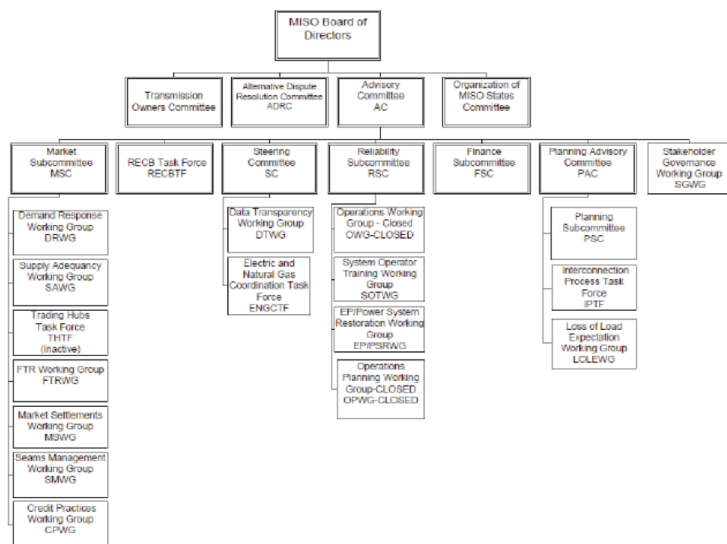 MISO Board of
Directors
Transmission
Owners Committee
Alternative Dispute
Resolution Committee
ADRC
Advisory
Committee
AC
Organization of
MISO States
Committee
Market
Subcommittee
MSC
RECB Task Force
RECBTF
Steering
Committee
SC
Reliability
Subcommittee
RSC
Finance
Subcommittee
FSC
Planning Advisory
Committee
PAC
Stakeholder
Governance
Working Group
SGWG
Demand Response
Working Group
DRWG
Supply Adequancy
Working Group
SAWG
Trading Hubs
Task Force
THTF
(Inactive)
FTR Working Group
FTRWG
Market Settlements
Working Group
MSWG
Seams Management
Working Group
SMWG
Credit Practices
Working Group
CPWG
Data Transparency
Working Group
DTWG
Electric and
Natural Gas
Coordination Task
Force
ENGCTF
Operations Working
Group - Closed
OWG-CLOSED
System Operator
Training Working
Group
SOTWG
EP/Power System
Restoration Working
Group
EP/PSRWG
Operations
Planning Working
Group-CLOSED
OPWG-CLOSED
Planning
Subcommittee
PSC
Interconnection
Process Task
Force
IPTF
Loss of Load
Expectation
Working Group
LOLEWG